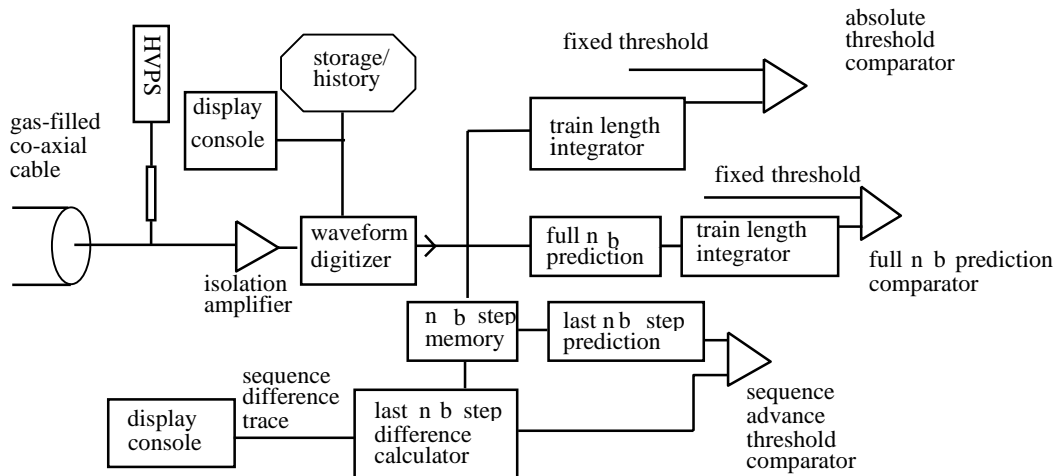 HVPS
storage/
history
fixed threshold
absolute
threshold
comparator
gas-filled
co-axial
cable
display
console
train length
integrator
fixed threshold
waveform
digitizer
full n b
prediction
train length
integrator
isolation
amplifier
full n b prediction
comparator
n b step
memory
last n b step
prediction
sequence
difference
trace
display
console
last n b step
difference
calculator
sequence
advance
threshold
comparator